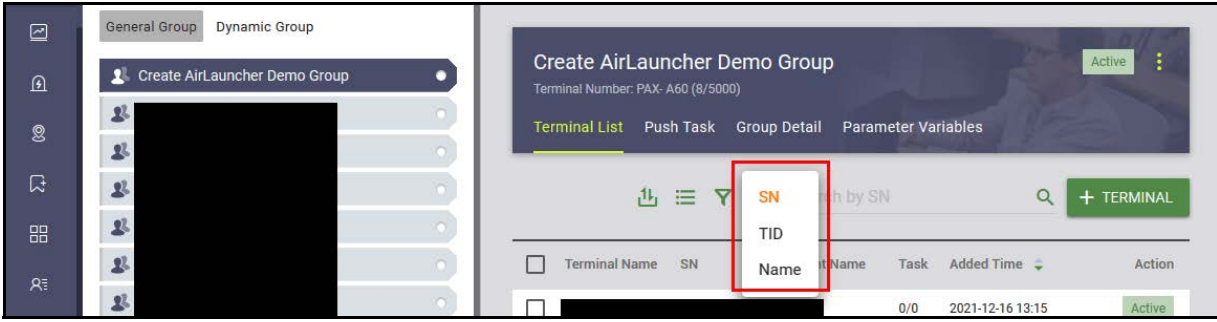 General Group Dynamic Group
Create AirLauncher Demo Group
Create AirLauncher Demo Group Active
Terminal Number: PAX- A60 (8/5000)
Terminal List Push Task Group Detail Parameter Variables
SN by SN + TERMINAL
TID
Name
Terminal Name SN Name Task Added Time Action
0/0 2021-12-16 13:15 Active